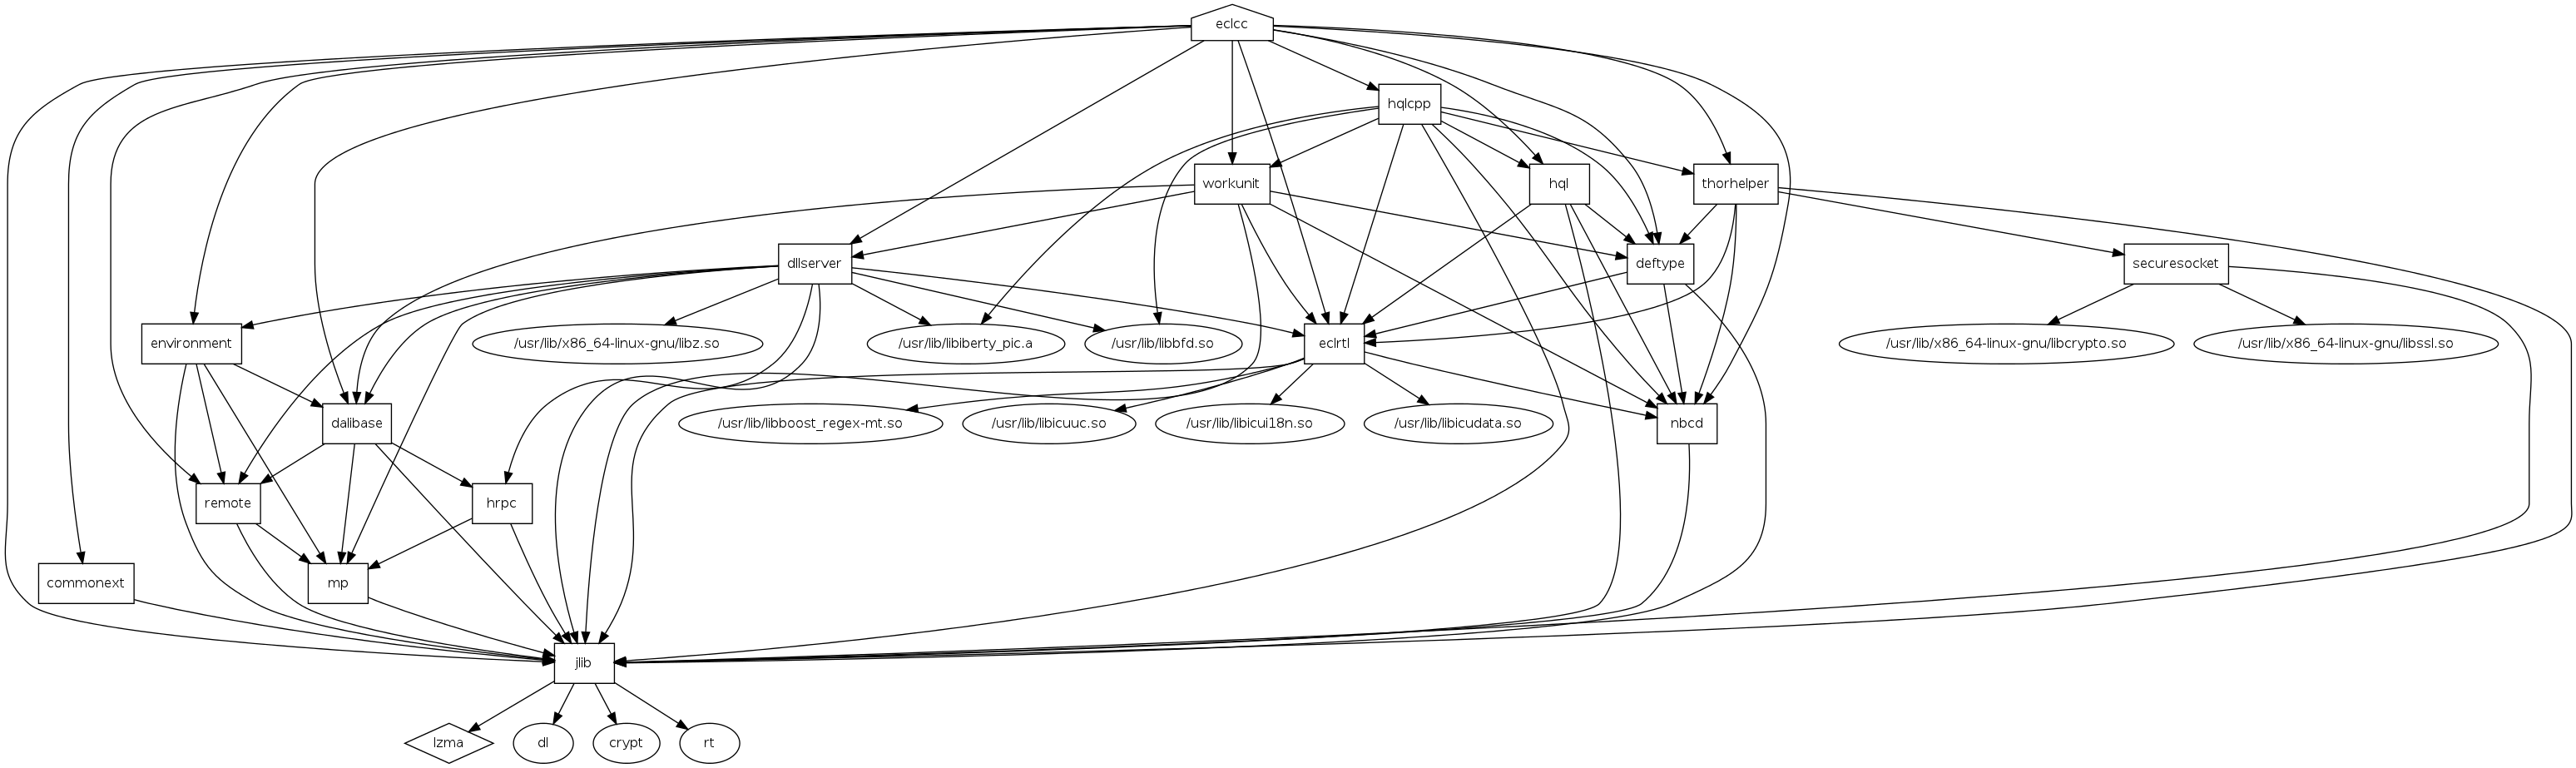 eclcc
hqlcpp
workunit
hql
thorhelper
dllserver
deftype
securesocket
environment
/usr/lib/x86_64-linux-gnu/libz.so
/usr/lib/libiberty_pic.a
/usr/lib/libbfd.so
eclrtl
/usr/lib/x86_64-linux-gnu/libcrypto.so
/usr/lib/x86_64-linux-gnu/libssl.so
dalibase
/usr/lib/libboost_regex-mt.so
/usr/lib/libicuuc.so
/usr/lib/libicui18n.so
/usr/lib/libicudata.so
nbcd
remote
hrpc
commonext
mp
jlib
lzma
dl
crypt
rt